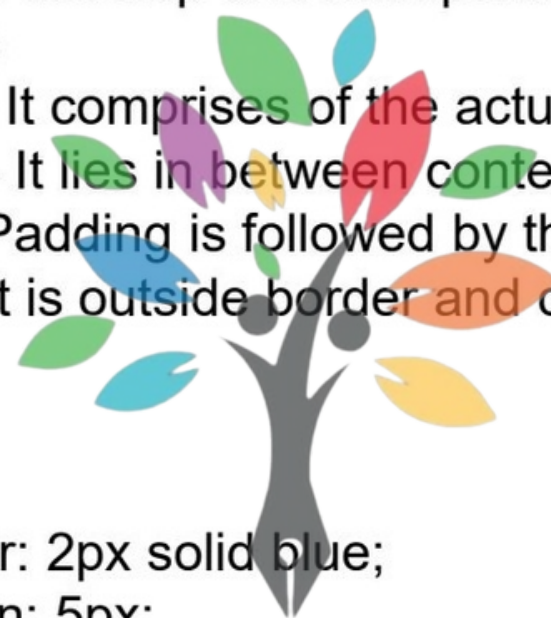 It comprises of the actu
It lies in between conte
Padding is followed by th
t is outside border and
r: 2px solid blue;
n: 5px;